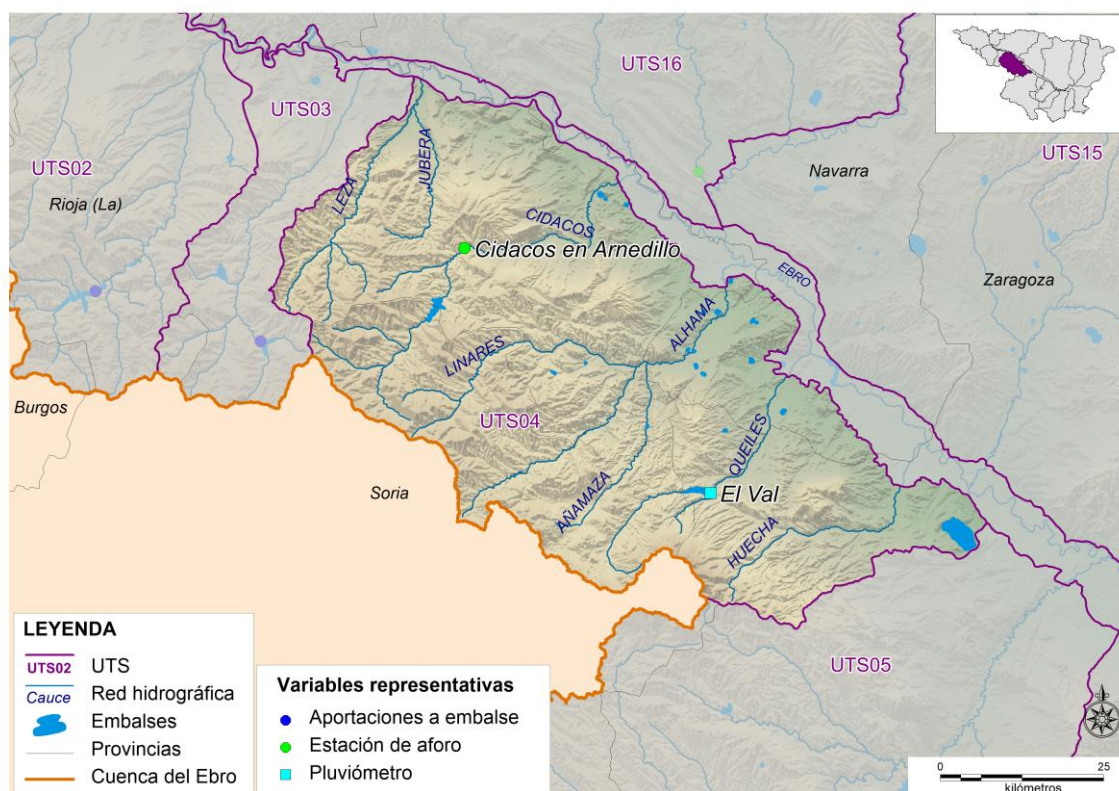 UTS16
UTS03
UTS15
UTS02
Navarra
Rioja (La)
LEZA
JUBERA
CIDACOS
Cidacos en Arnedillo
EBRO
Zaragoza
ALHAMA
LINARES
Burgos
UTS04
QUEILES
Soria
AÑAMAZA
El Val
HUECHA
UTS05
LEYENDA
UTS02 UTS
Cauce Red hidrográfica
Embalses
Provincias
Cuenca del Ebro
Variables representativas
Aportaciones a embalse
Estación de aforo
Pluviómetro
0 25
kilómetros